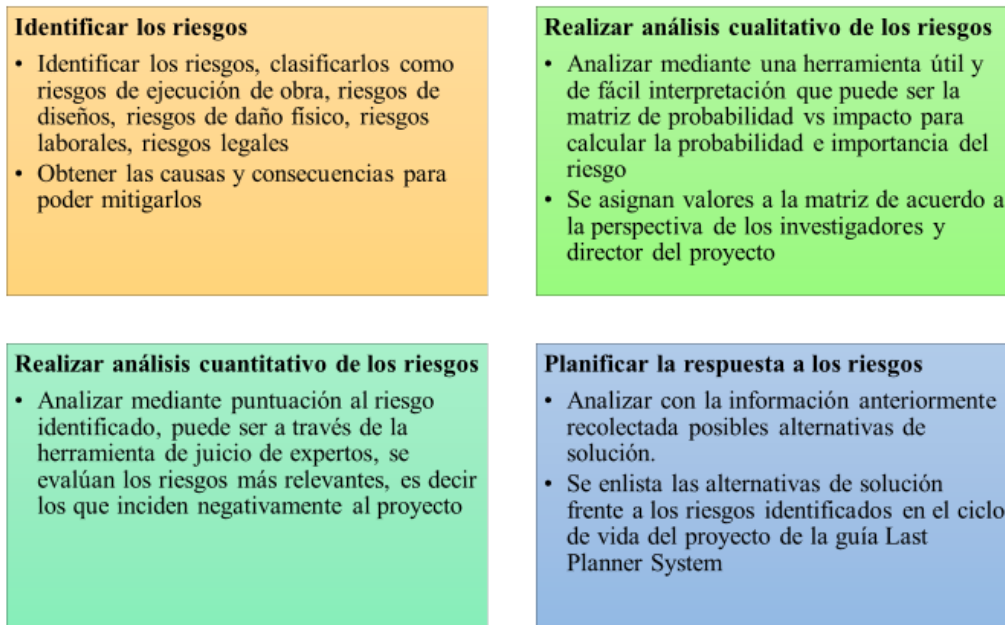 Identificar los riesgos
• Identificar los riesgos, clasificarlos como
riesgos de ejecución de obra, riesgos de
diseños, riesgos de daño físico, riesgos
laborales, riesgos legales
• Obtener las causas y consecuencias para
poder mitigarlos
Realizar análisis cualitativo de los riesgos
• Analizar mediante una herramienta útil y
de fácil interpretación que puede ser la
matriz de probabilidad vs impacto para
calcular la probabilidad e importancia del
riesgo
• Se asignan valores a la matriz de acuerdo a
la perspectiva de los investigadores y
director del proyecto
Realizar análisis cuantitativo de los riesgos
• Analizar mediante puntuación al riesgo
identificado, puede ser a través de la
herramienta de juicio de expertos, se
evalúan los riesgos más relevantes, es decir
los que inciden negativamente al proyecto
Planificar la respuesta a los riesgos
• Analizar con la información anteriormente
recolectada posibles alternativas de
solución.
• Se enlista las alternativas de solución
frente a los riesgos identificados en el ciclo
de vida del proyecto de la guía Last
Planner System